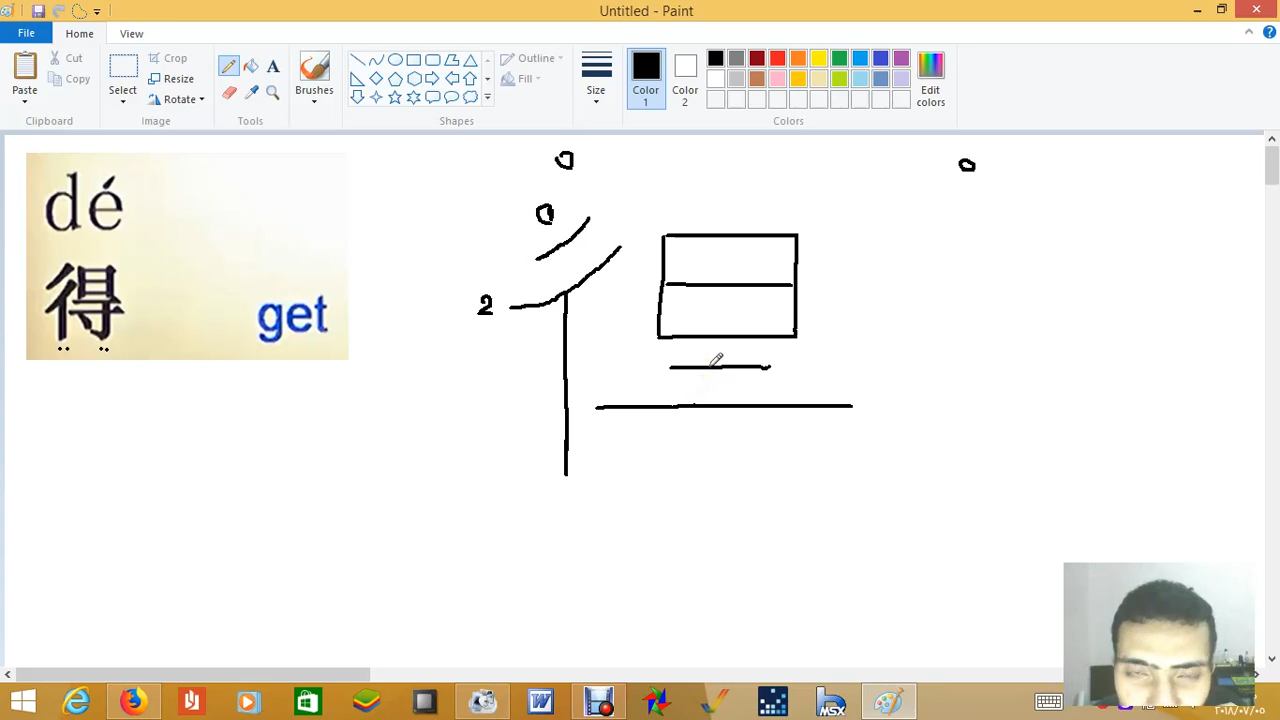 Untitled - Paint
File
Home
View
Paste
Cut
Copy
Clipboard
Select
Crop
Resize
Rotate
Image
Tools
Brushes
Shapes
Outline
Fill
Size
Color 1
Color 2
Edit colors
Colors
dé
得
get
2
MSX